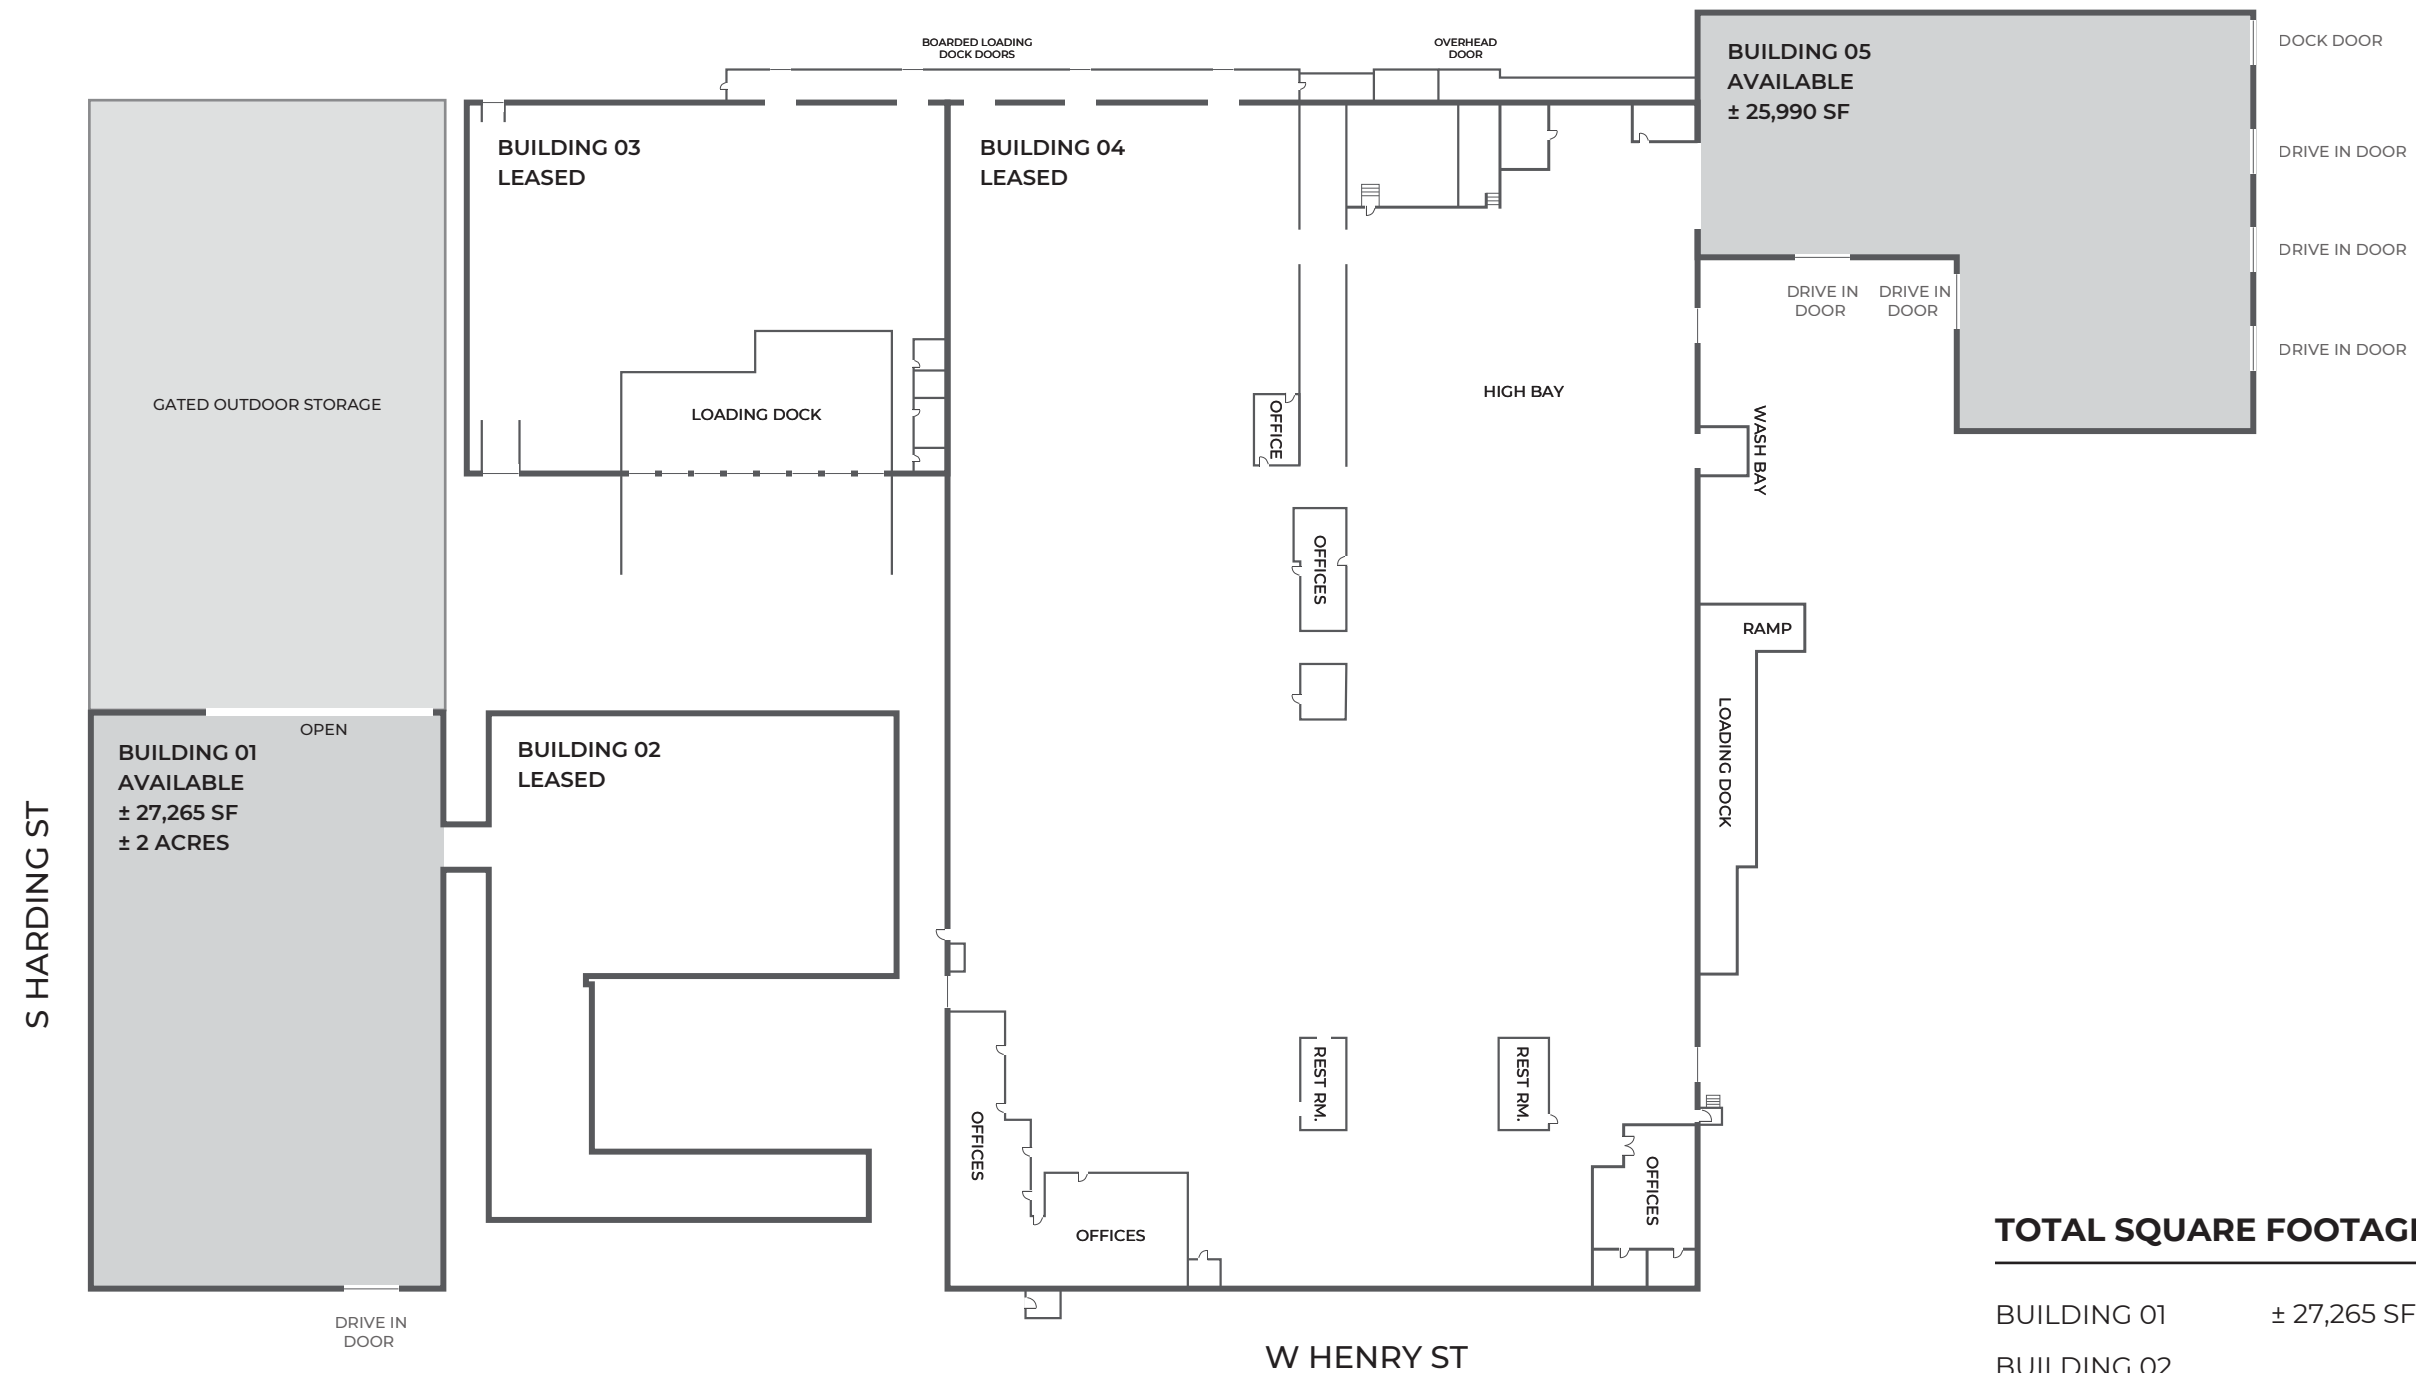 BOARDED LOADING
DOCK DOORS
OVERHEAD
DOOR
BUILDING 05
AVAILABLE
± 25,990 SF
DOCK DOOR
DRIVE IN DOOR
DRIVE IN DOOR
DRIVE IN DOOR
DRIVE IN
DOOR
DRIVE IN
DOOR
BUILDING 03
LEASED
BUILDING 04
LEASED
GATED OUTDOOR STORAGE
LOADING DOCK
OFFICE
HIGH BAY
WASH BAY
OFFICES
RAMP
LOADING DOCK
OPEN
BUILDING 01
AVAILABLE
± 27,265 SF
± 2 ACRES
BUILDING 02
LEASED
S HARDING ST
REST RM.
REST RM.
OFFICES
OFFICES
OFFICES
DRIVE IN
DOOR
W HENRY ST
TOTAL SQUARE FOOTAGE
BUILDING 01 ± 27,265 SF
BUILDING 02